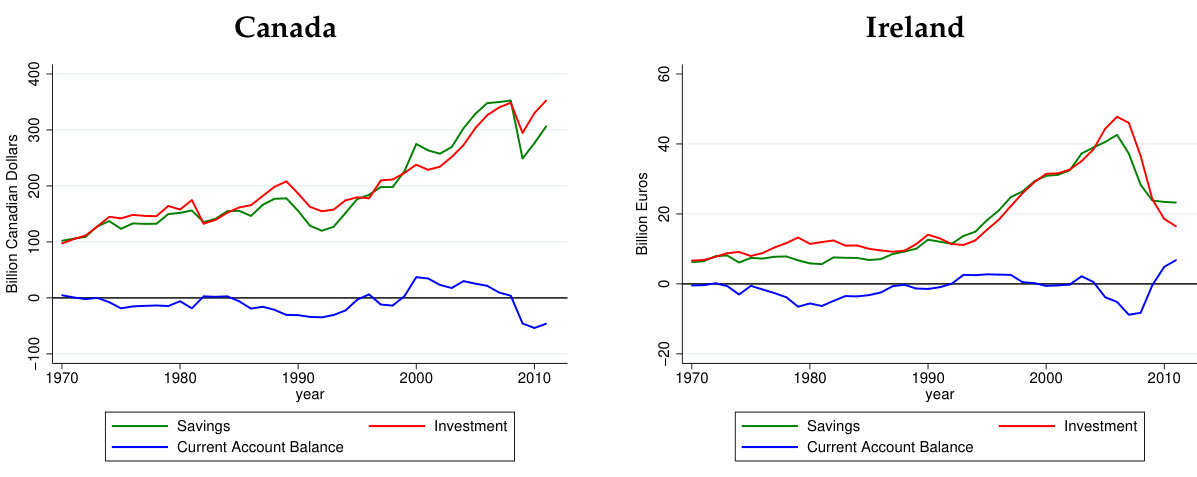 Canada
Billion Canadian Dollars
400
300
200
100
0
−100
1970 1980 1990 2000 2010
year
Savings Investment
Current Account Balance
Ireland
Billion Euros
60
40
20
0
−20
1970 1980 1990 2000 2010
year
Savings Investment
Current Account Balance